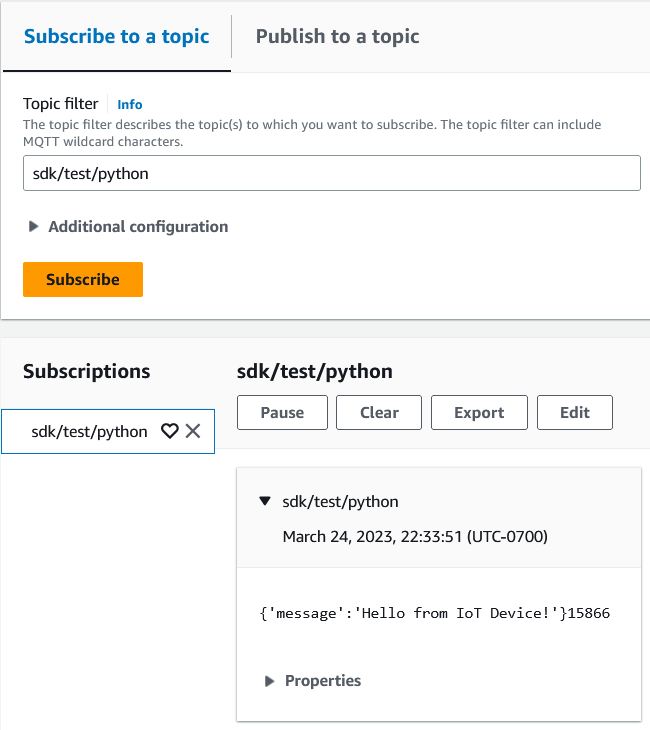 Subscribe to a topic
Publish to a topic
Topic filter
Info
The topic filter describes the topic(s) to which you want to subscribe. The topic filter can include
MQTT wildcard characters.
sdk/test/python
Additional configuration
Subscribe
Subscriptions
sdk/test/python
sdk/test/python
Pause
Clear
Export
Edit
sdk/test/python
March 24, 2023, 22:33:51 (UTC-0700)
{'message':'Hello from IoT Device!'}15866
Properties